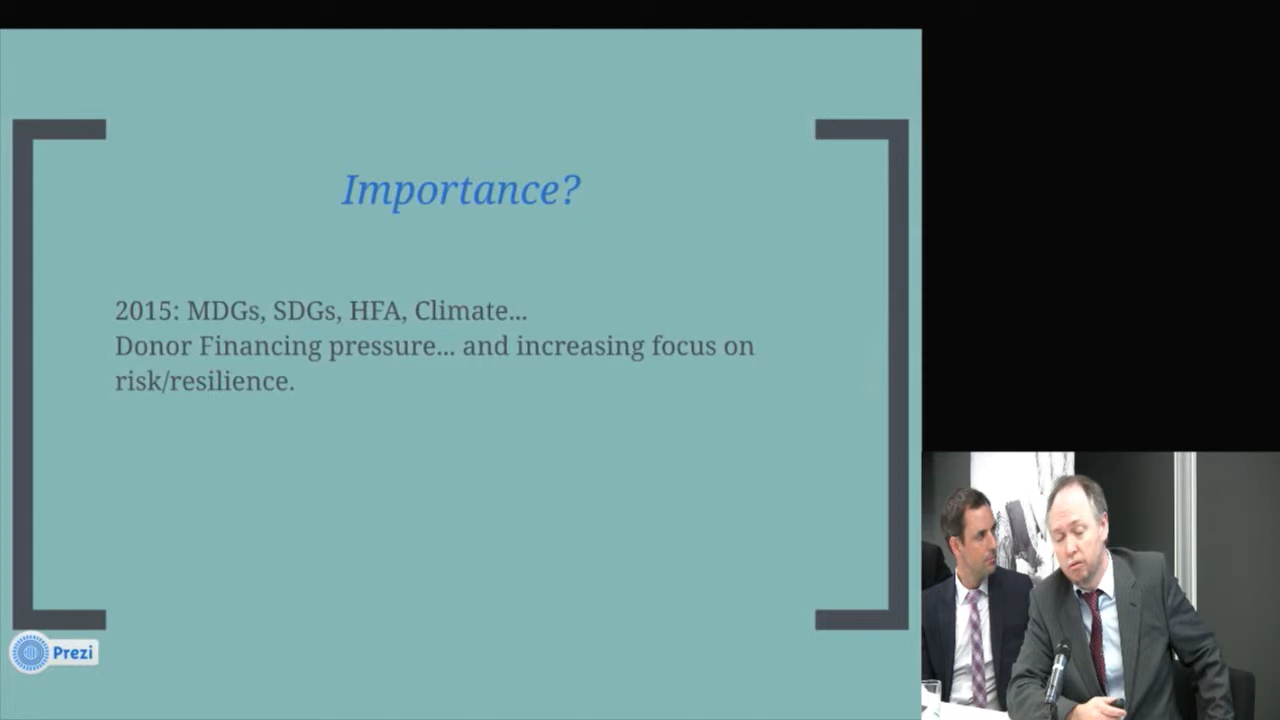 Importance?
2015: MDGs, SDGs, HFA, Climate...
Donor Financing pressure... and increasing focus on
risk/resilience.
Prezi